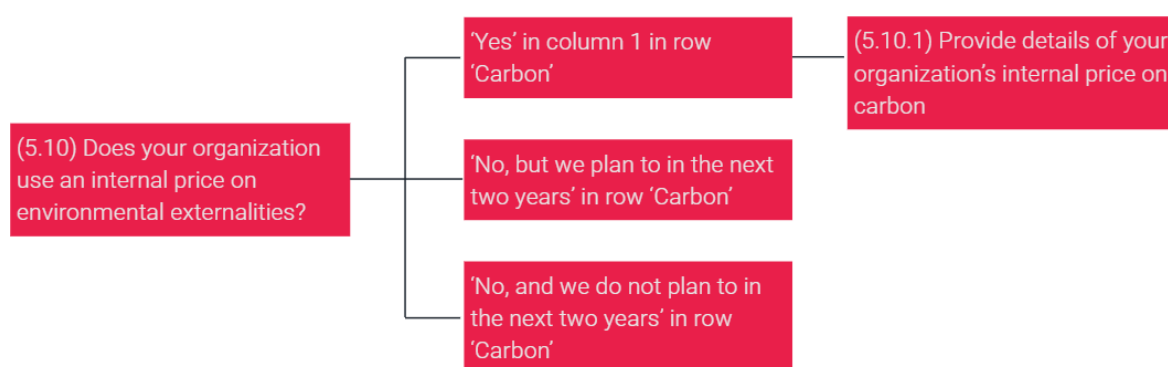 (5.10) Does your organization
use an internal price on
environmental externalities?
‘Yes’ in column 1 in row
‘Carbon’
(5.10.1) Provide details of your
organization’s internal price on
carbon
‘No, but we plan to in the next
two years’ in row ‘Carbon’
‘No, and we do not plan to in
the next two years’ in row
‘Carbon’